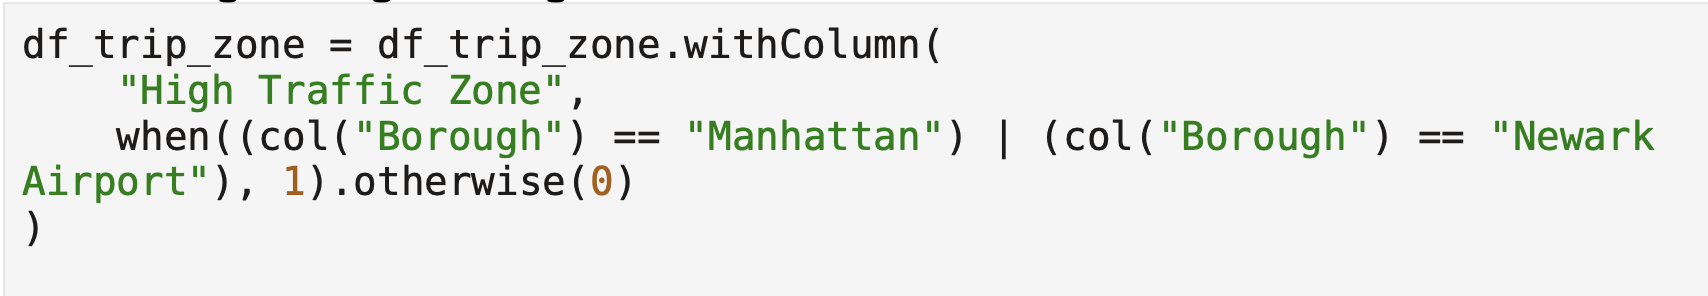 df_trip_zone = df_trip_zone.withColumn(
    "High Traffic Zone",
    when((col("Borough") == "Manhattan") | (col("Borough") == "Newark
Airport"), 1).otherwise(0)
)